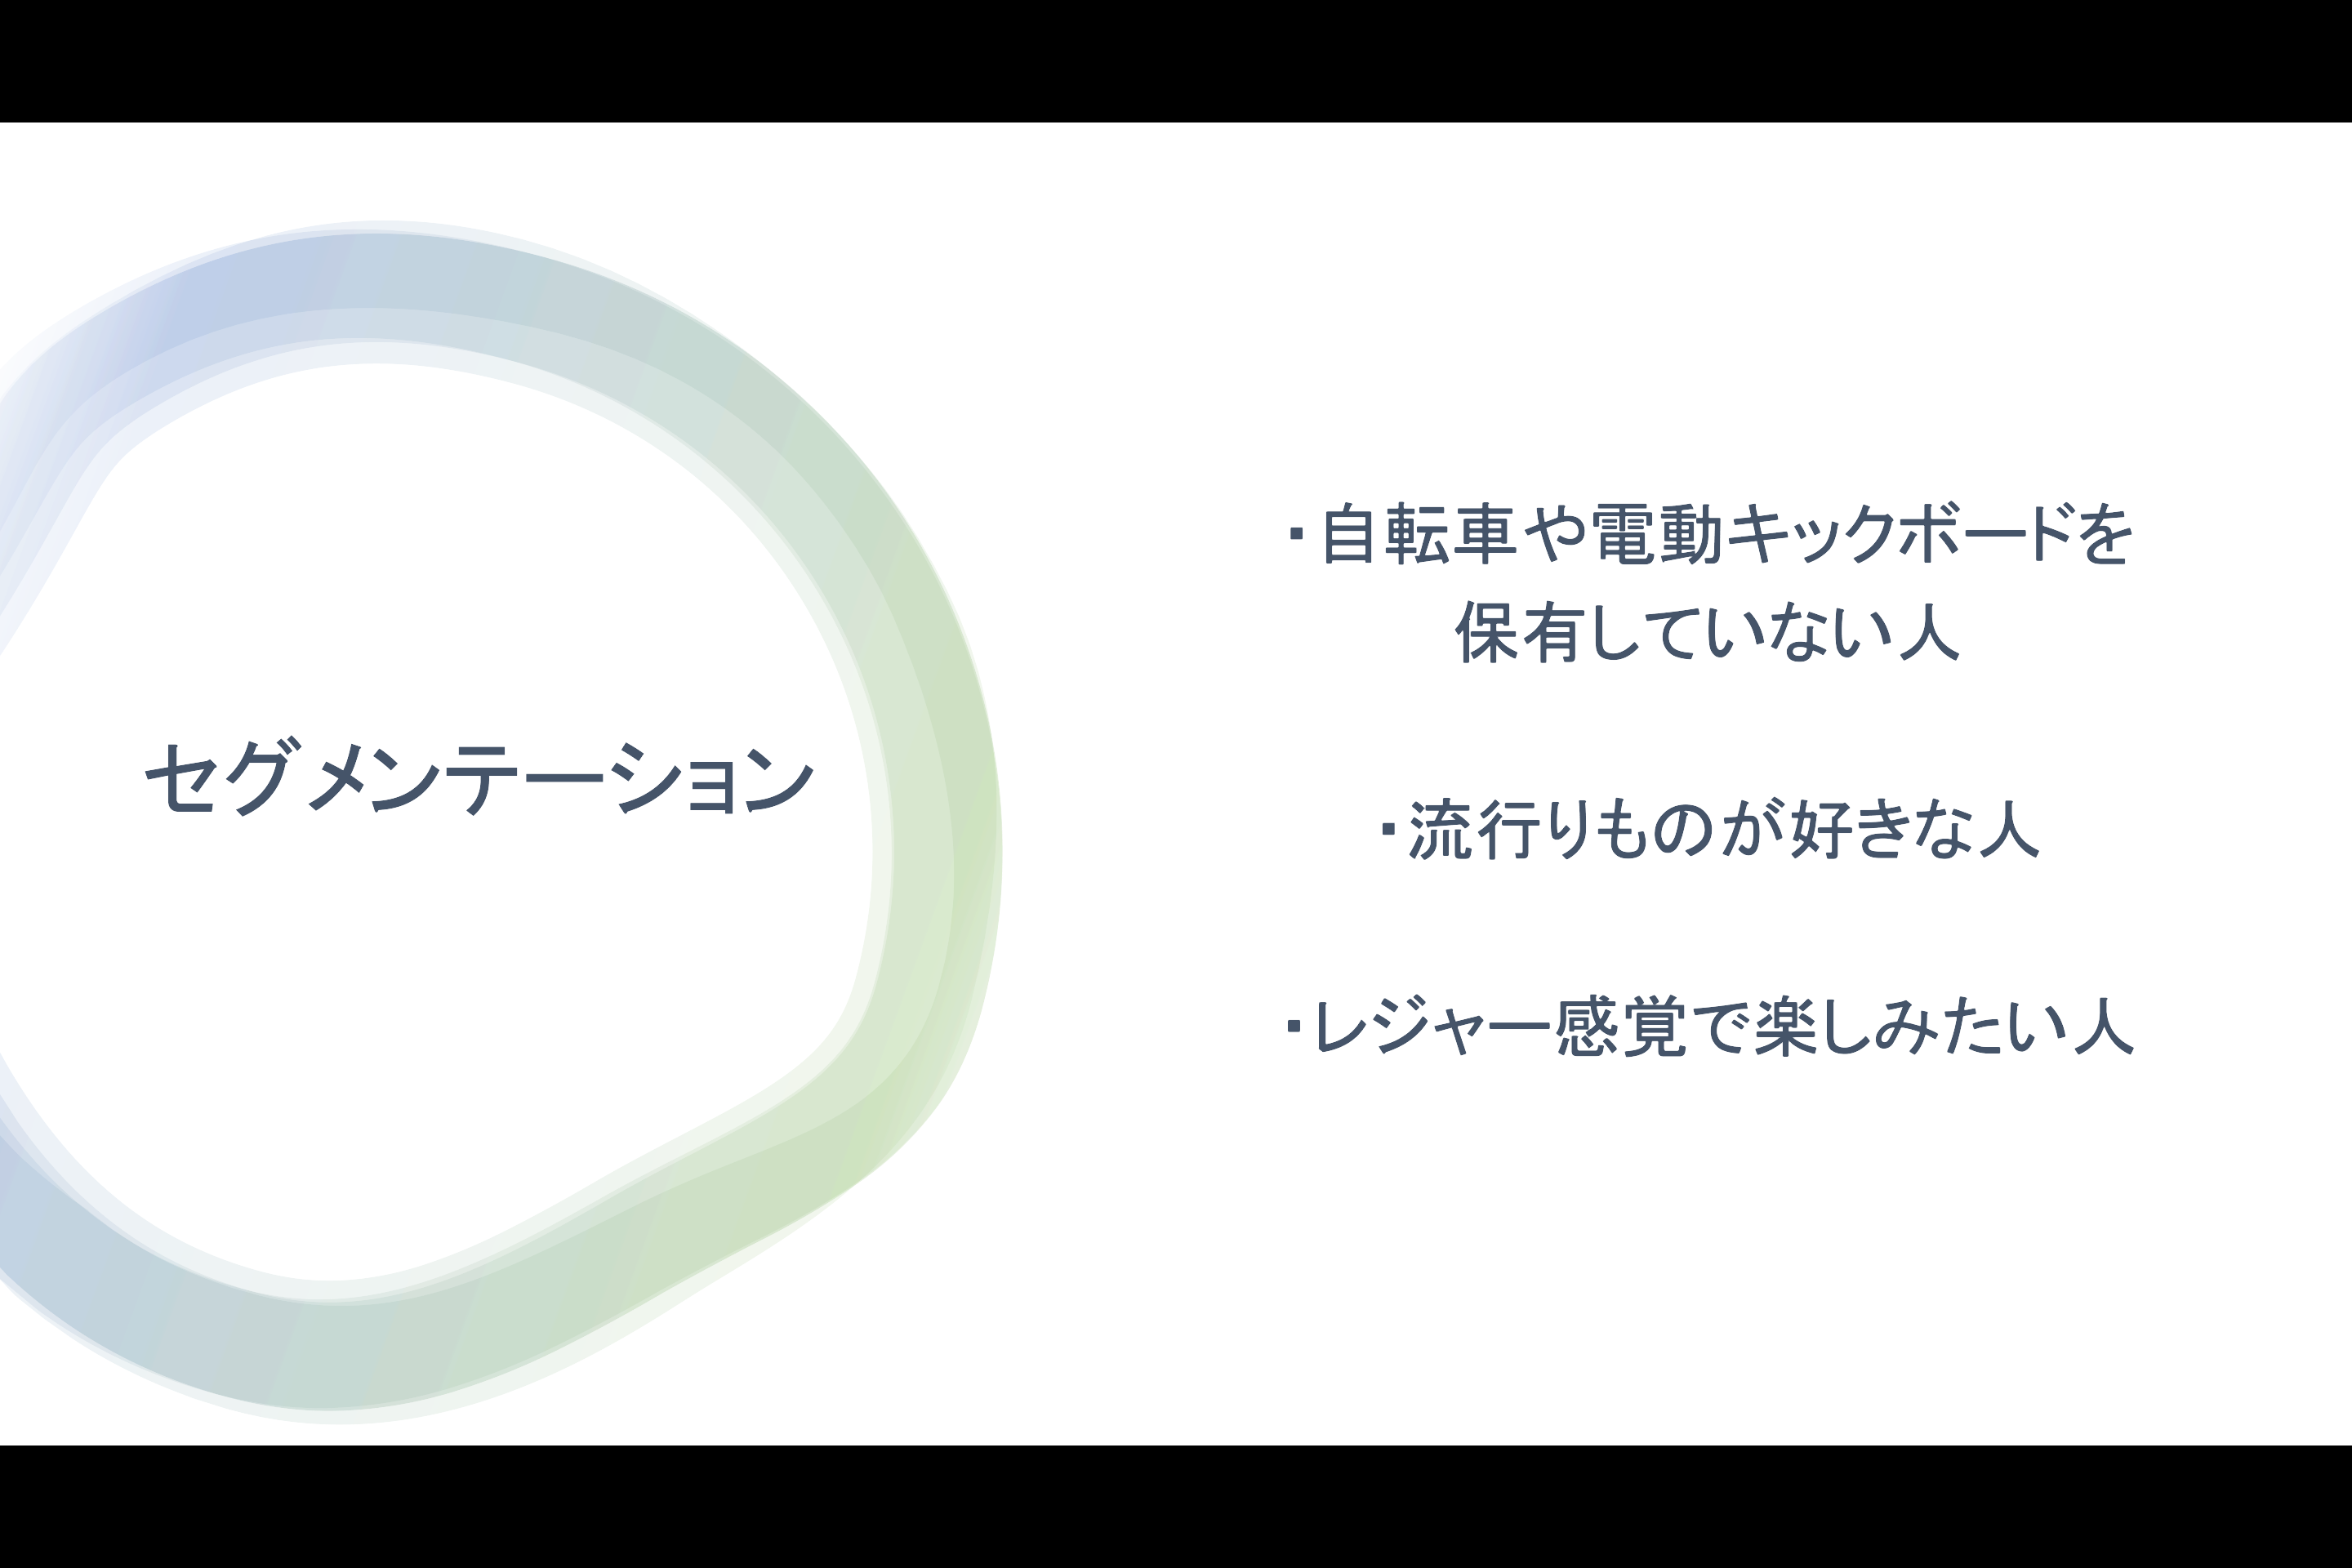 セグメンテーション
・自転車や電動キックボードを
保有していない人
・流行りものが好きな人
・レジャー感覚で楽しみたい人